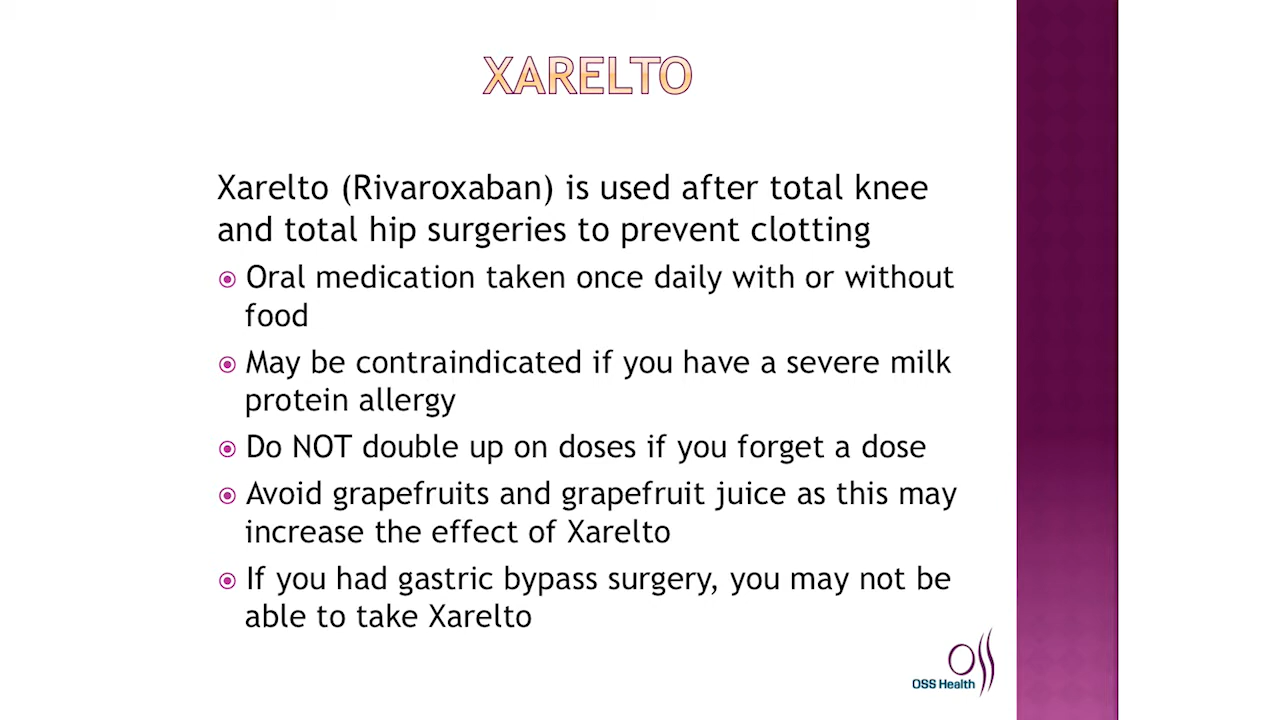 XARELTO
Xarelto (Rivaroxaban) is used after total knee
and total hip surgeries to prevent clotting
Oral medication taken once daily with or without
food
May be contraindicated if you have a severe milk
protein allergy
Do NOT double up on doses if you forget a dose
Avoid grapefruits and grapefruit juice as this may
increase the effect of Xarelto
If you had gastric bypass surgery, you may not be
able to take Xarelto
OSS Health